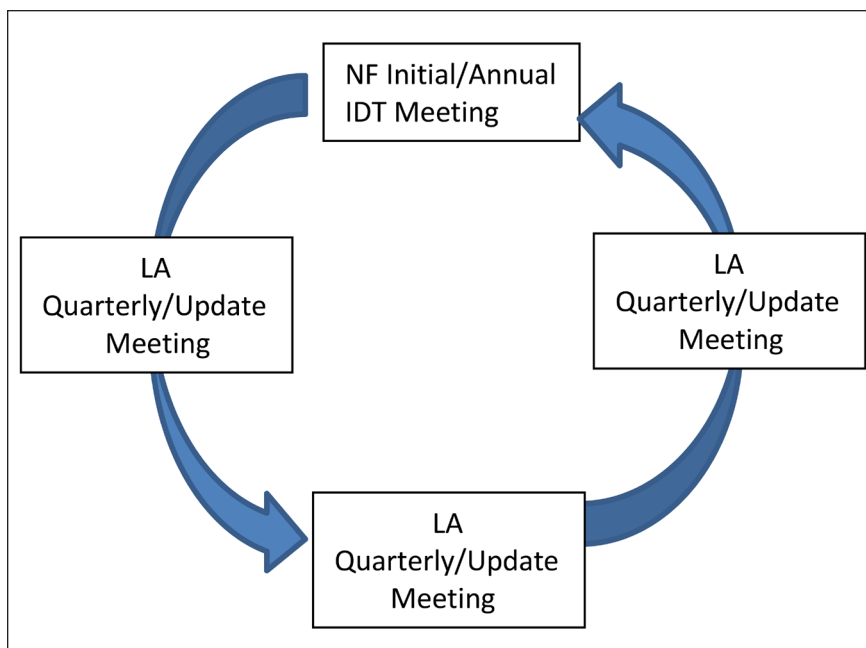 NF Initial/Annual
IDT Meeting
LA
Quarterly/Update
Meeting
LA
Quarterly/Update
Meeting
LA
Quarterly/Update
Meeting